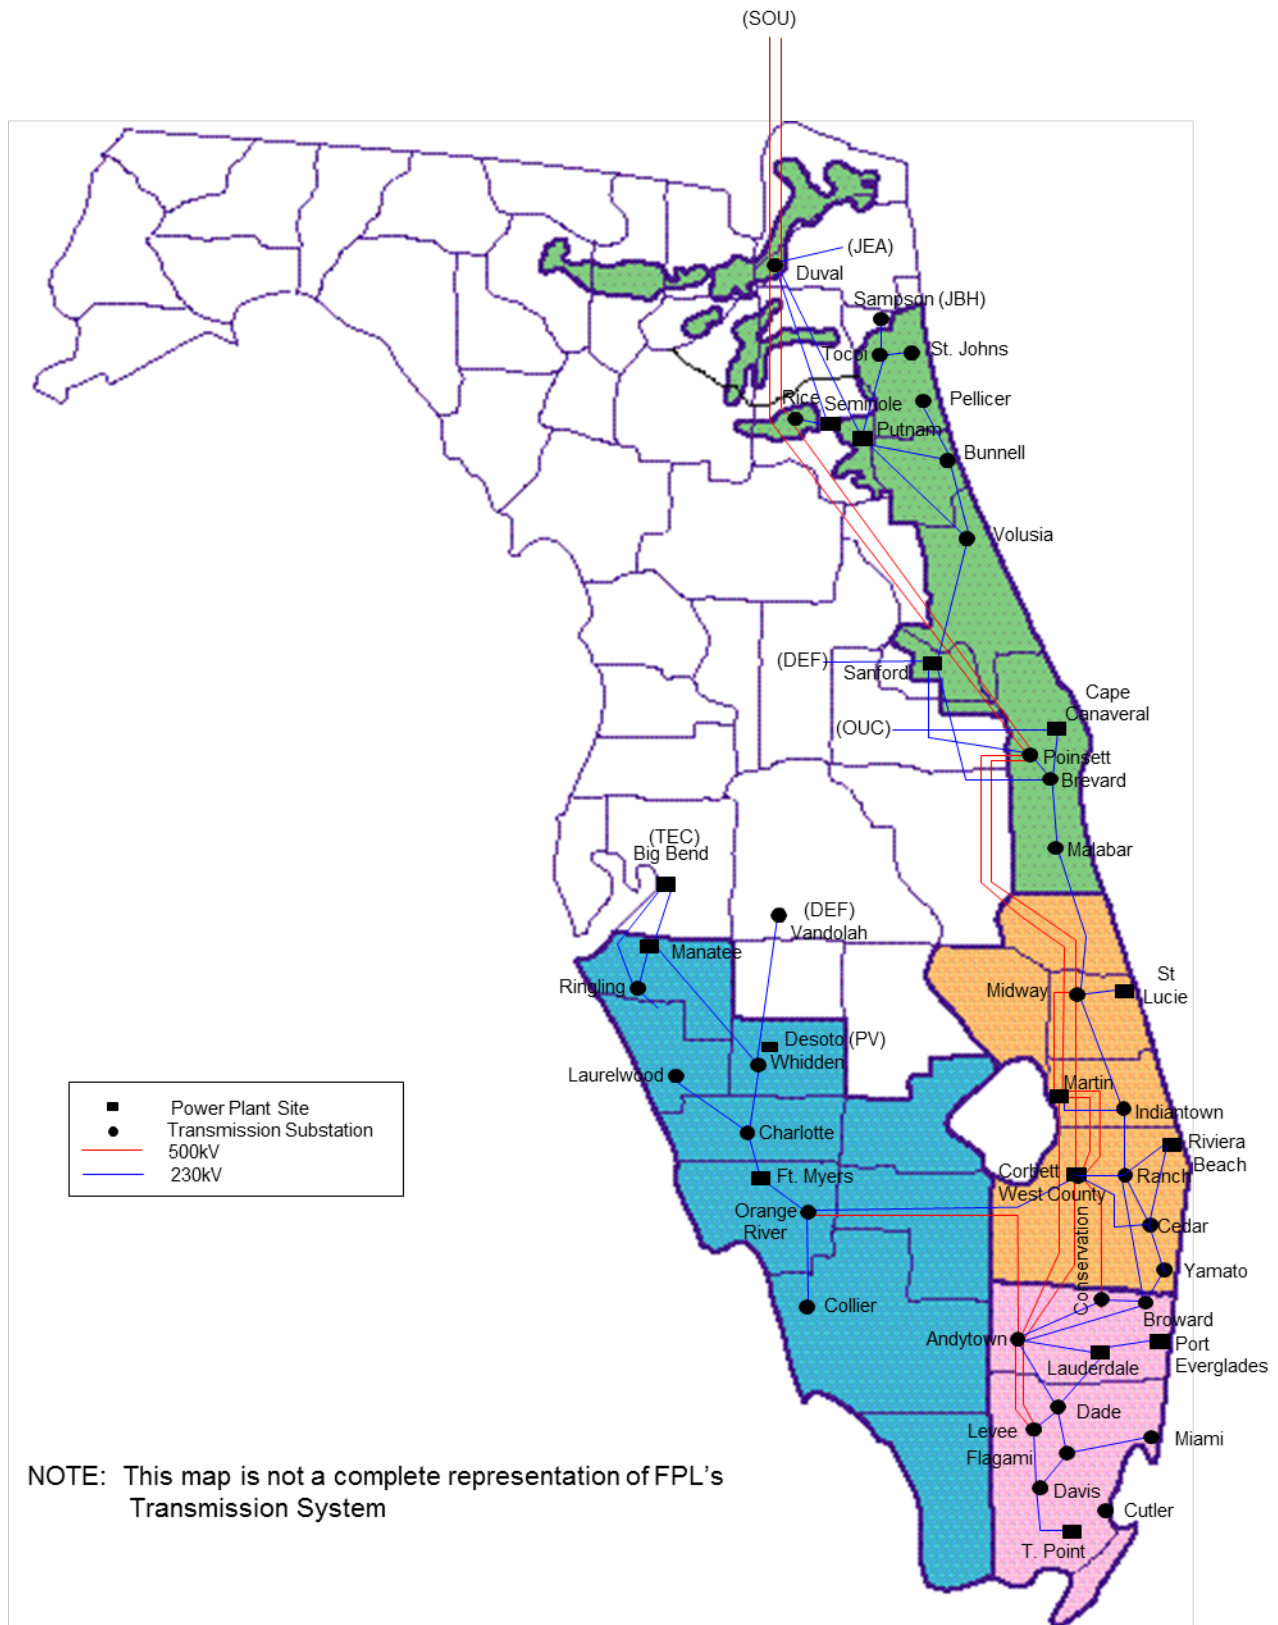 (SOU)
(JEA)
Duval
Sampson (JBH)
Tocoi
St. Johns
Rice
Seminole
Pellicer
Putnam
Bunnell
Volusia
(DEF)
Sanford
Cape
Canaveral
(OUC)
Poinsett
Brevard
Malabar
(TEC)
Big Bend
(DEF)
Vandolah
Manatee
Ringling
Midway
St
Lucie
Desoto (PV)
Whidden
Laurelwood
Martin
Indiantown
Power Plant Site
Transmission Substation
500kV
230kV
Charlotte
Riviera
Beach
Ft. Myers
Corbett
West County
Ranch
Orange
River
Cedar
Conservation
Yamato
Collier
Broward
Andytown
Port
Everglades
Lauderdale
Dade
Levee
Flagami
Miami
Davis
Cutler
T. Point
NOTE: This map is not a complete representation of FPL's
Transmission System